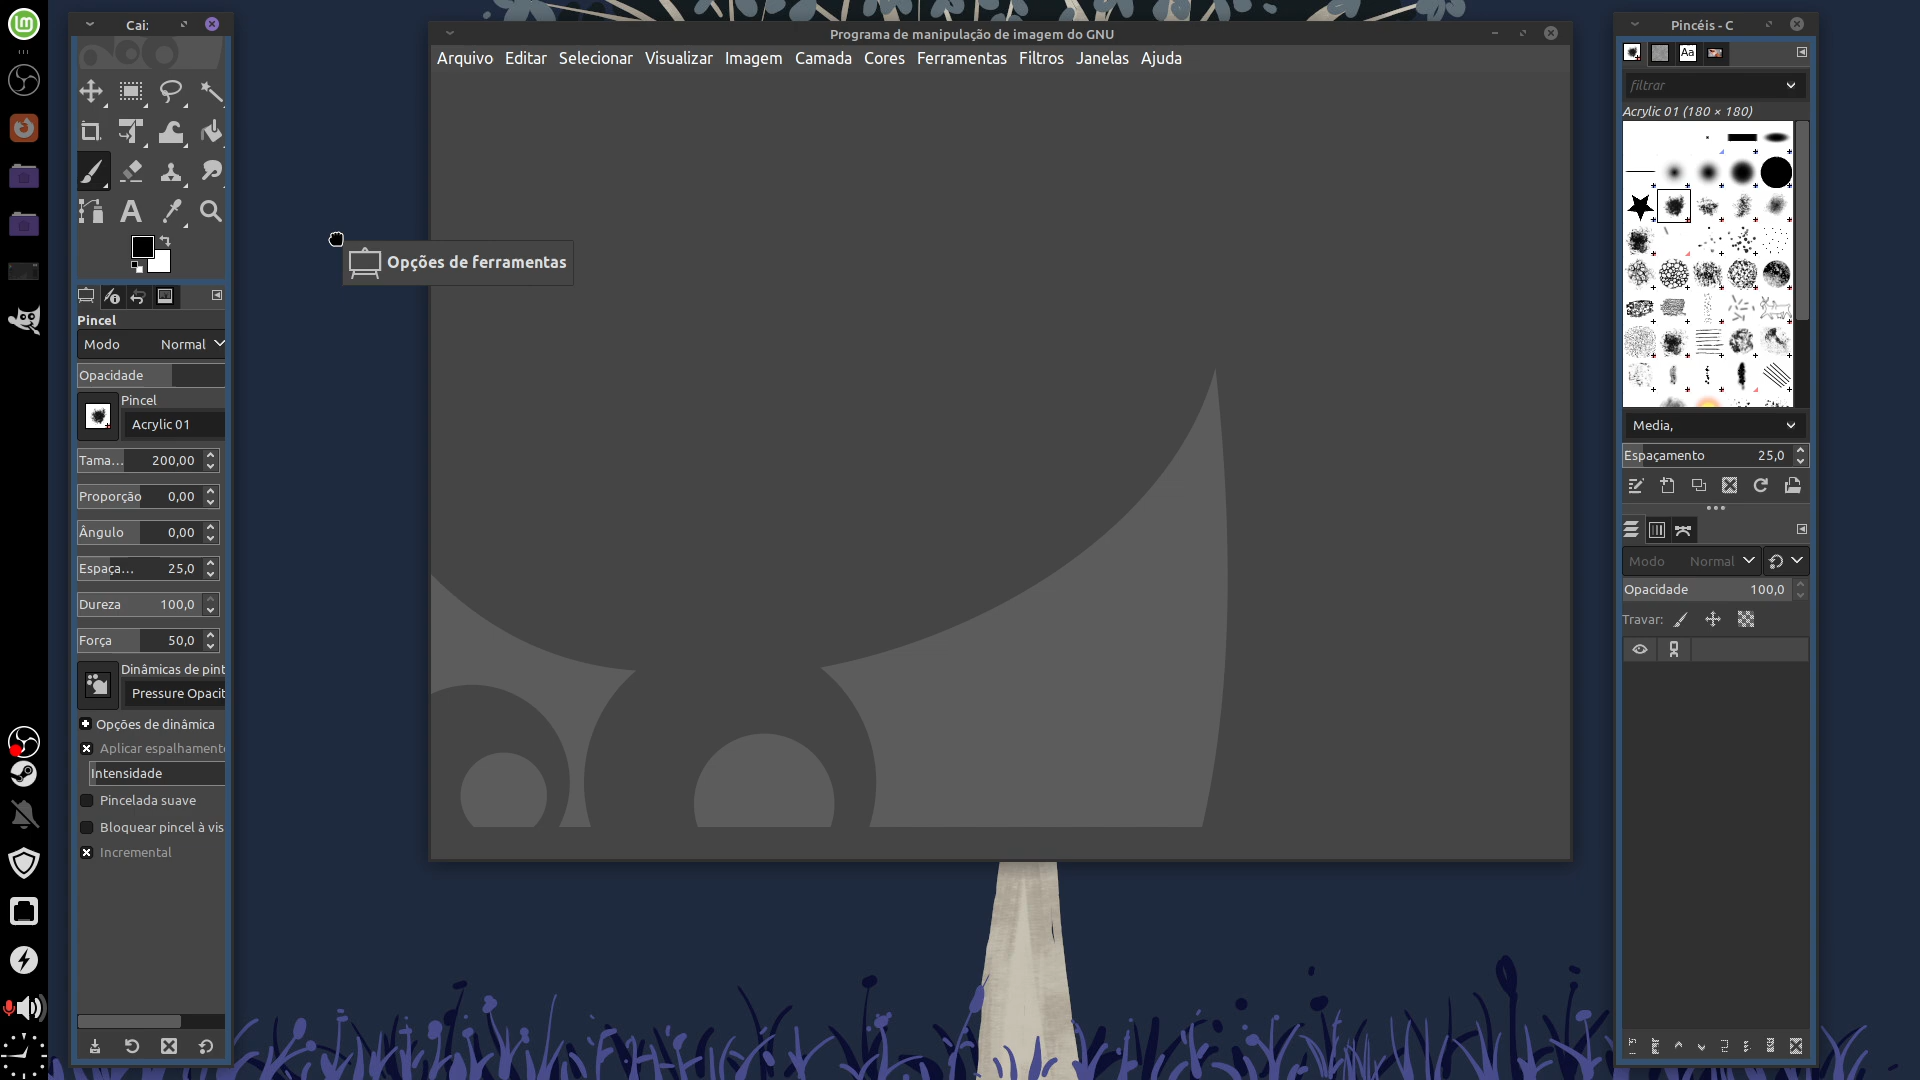 Cai:
Programa de manipulação de imagem do GNU
Pincéis - C
Arquivo Editar Selecionar Visualizar Imagem Camada Cores Ferramentas Filtros Janelas Ajuda
Aa
filtrar
Acrylic 01 (180 × 180)
A
Opções de ferramentas
Pincel
Modo Normal
Opacidade
Pincel
Acrylic 01
Tama... 200,00
Proporção 0,00
Ângulo 0,00
Espaça... 25,0
Dureza 100,0
Força 50,0
Dinâmicas de pint
Pressure Opacit
Opções de dinâmica
Aplicar espalhament
Intensidade
Pincelada suave
Bloquear pincel à vis
Incremental
Media,
Espaçamento 25,0
Modo Normal
Opacidade 100,0
Travar: